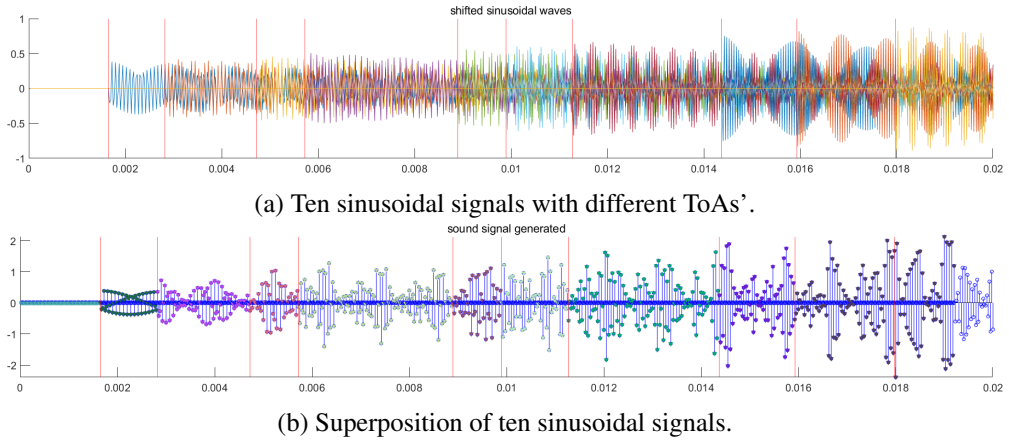 shifted sinusoidal waves
1
0.5
0
-0.5
-1
0 0.002 0.004 0.006 0.008 0.01 0.012 0.014 0.016 0.018 0.02
(a) Ten sinusoidal signals with different ToAs’.
sound signal generated
2
1
0
-1
-2
0 0.002 0.004 0.006 0.008 0.01 0.012 0.014 0.016 0.018 0.02
(b) Superposition of ten sinusoidal signals.